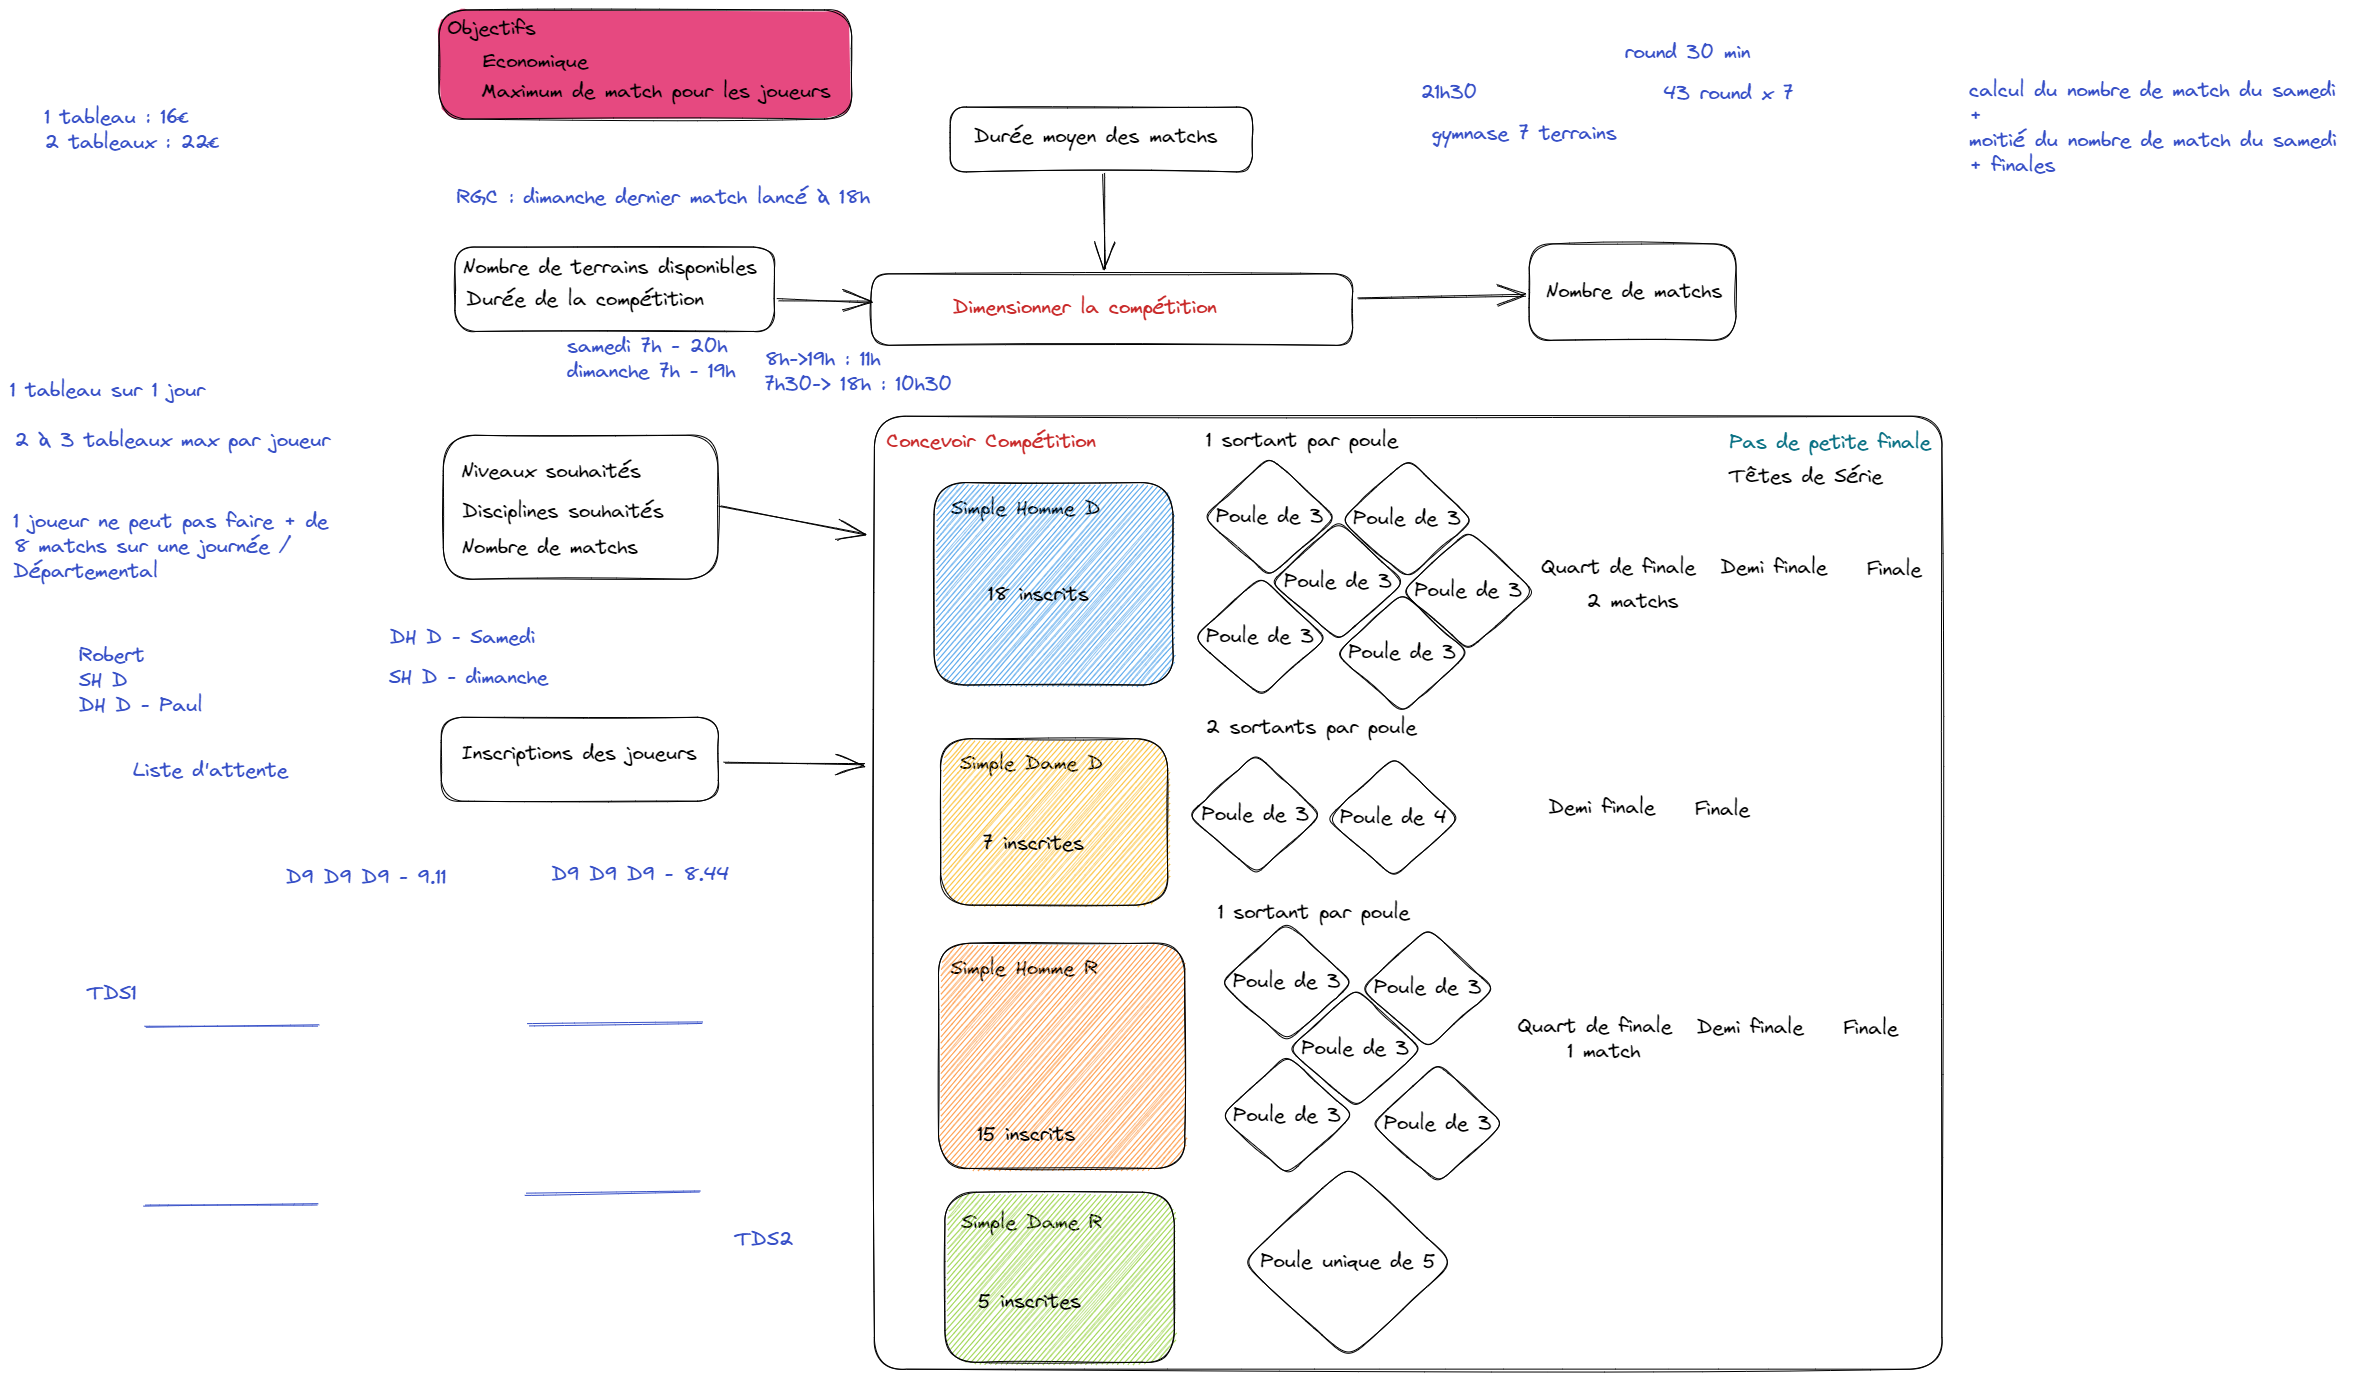 Objectifs
Economique
Maximum de match pour les joueurs
1 tableau : 16€
2 tableaux : 22€
RGC : dimanche dernier match lancé à 18h
Durée moyen des matchs
round 30 min
21h30
43 round x 7
gymnase 7 terrains
calcul du nombre de match du samedi
+
moitié du nombre de match du samedi
+ finales
Nombre de terrains disponibles
Durée de la compétition
Dimensionner la compétition
Nombre de matchs
samedi 7h - 20h
dimanche 7h - 19h
8h->19h : 11h
7h30-> 18h : 10h30
1 tableau sur 1 jour
2 à 3 tableaux max par joueur
1 joueur ne peut pas faire + de
8 matchs sur une journée /
Départemental
Niveaux souhaités
Disciplines souhaités
Nombre de matchs
DH D - Samedi
SH D - dimanche
Robert
SH D
DH D - Paul
Liste d'attente
Inscriptions des joueurs
D9 D9 D9 - 9.11
D9 D9 D9 - 8.44
TDS1
TDS2
Concevoir Compétition
1 sortant par poule
Pas de petite finale
Têtes de Série
Simple Homme D
18 inscrits
Poule de 3
Poule de 3
Poule de 3
Poule de 3
Poule de 3
Poule de 3
Quart de finale
2 matchs
Demi finale
Finale
2 sortants par poule
Simple Dame D
7 inscrites
Poule de 3
Poule de 4
Demi finale
Finale
1 sortant par poule
Simple Homme R
15 inscrits
Poule de 3
Poule de 3
Poule de 3
Poule de 3
Poule de 3
Quart de finale
1 match
Demi finale
Finale
Simple Dame R
5 inscrites
Poule unique de 5